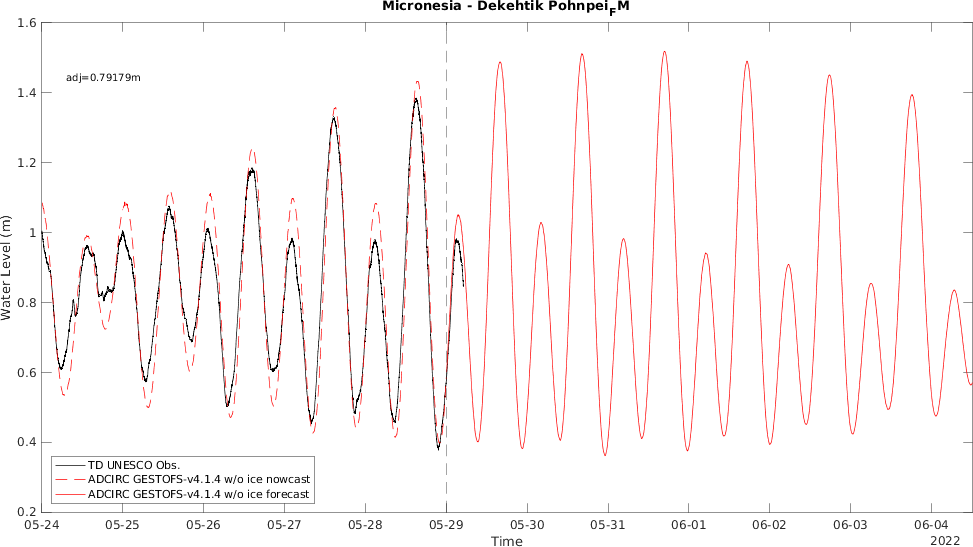 Micronesia - Dekehtik Pohnpei_FM
1.6
adj=0.79179m
1.4
1.2
1
0.8
0.6
0.4
0.2
Water Level (m)
TD UNESCO Obs.
ADCIRC GESTOFS-v4.1.4 w/o ice nowcast
ADCIRC GESTOFS-v4.1.4 w/o ice forecast
05-24 05-25 05-26 05-27 05-28 05-29 05-30 05-31 06-01 06-02 06-03 06-04
Time
2022